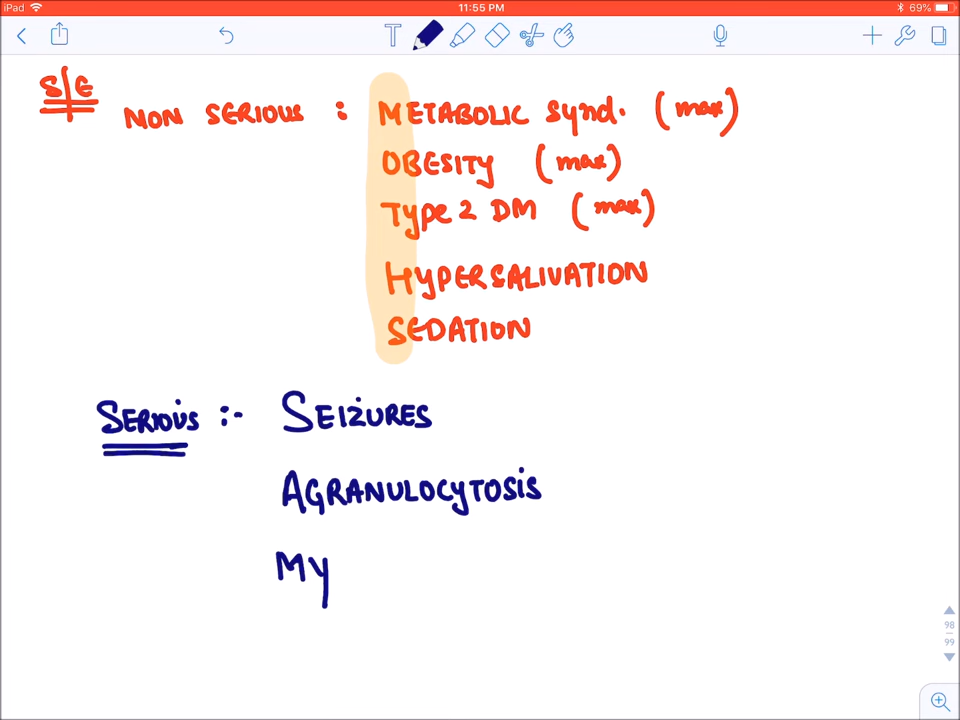 iPad 11:55 PM 69%
T
S/E
NON SERIOUS : METABOLIC Synd. (max)
OBESITY (max)
Type 2 DM (max)
HYPERSALIVATION
SEDATION
SERIOUS :- SEIZURES
AGRANULOCYTOSIS
My
98
99